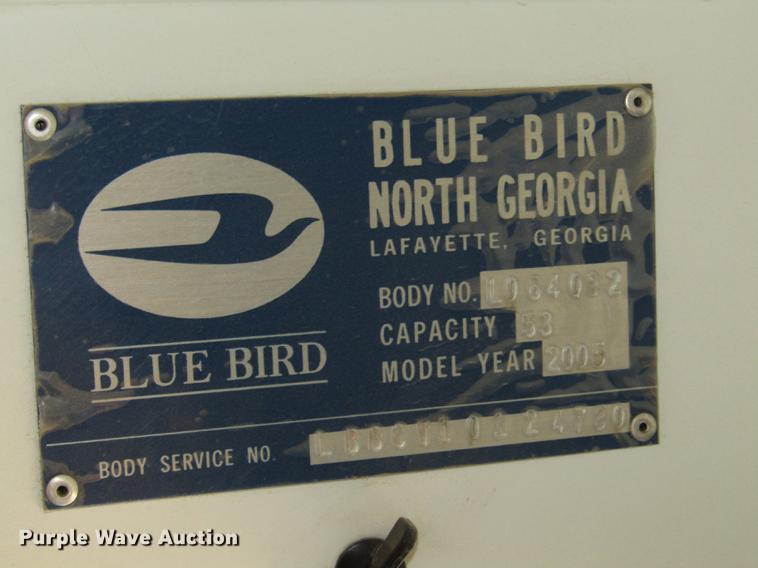 BLUE BIRD
NORTH GEORGIA
LAFAYETTE, GEORGIA
BODY NO.
CAPACITY 53
MODEL YEAR 2005
BLUE BIRD
BODY SERVICE NO.
Purple Wave Auction